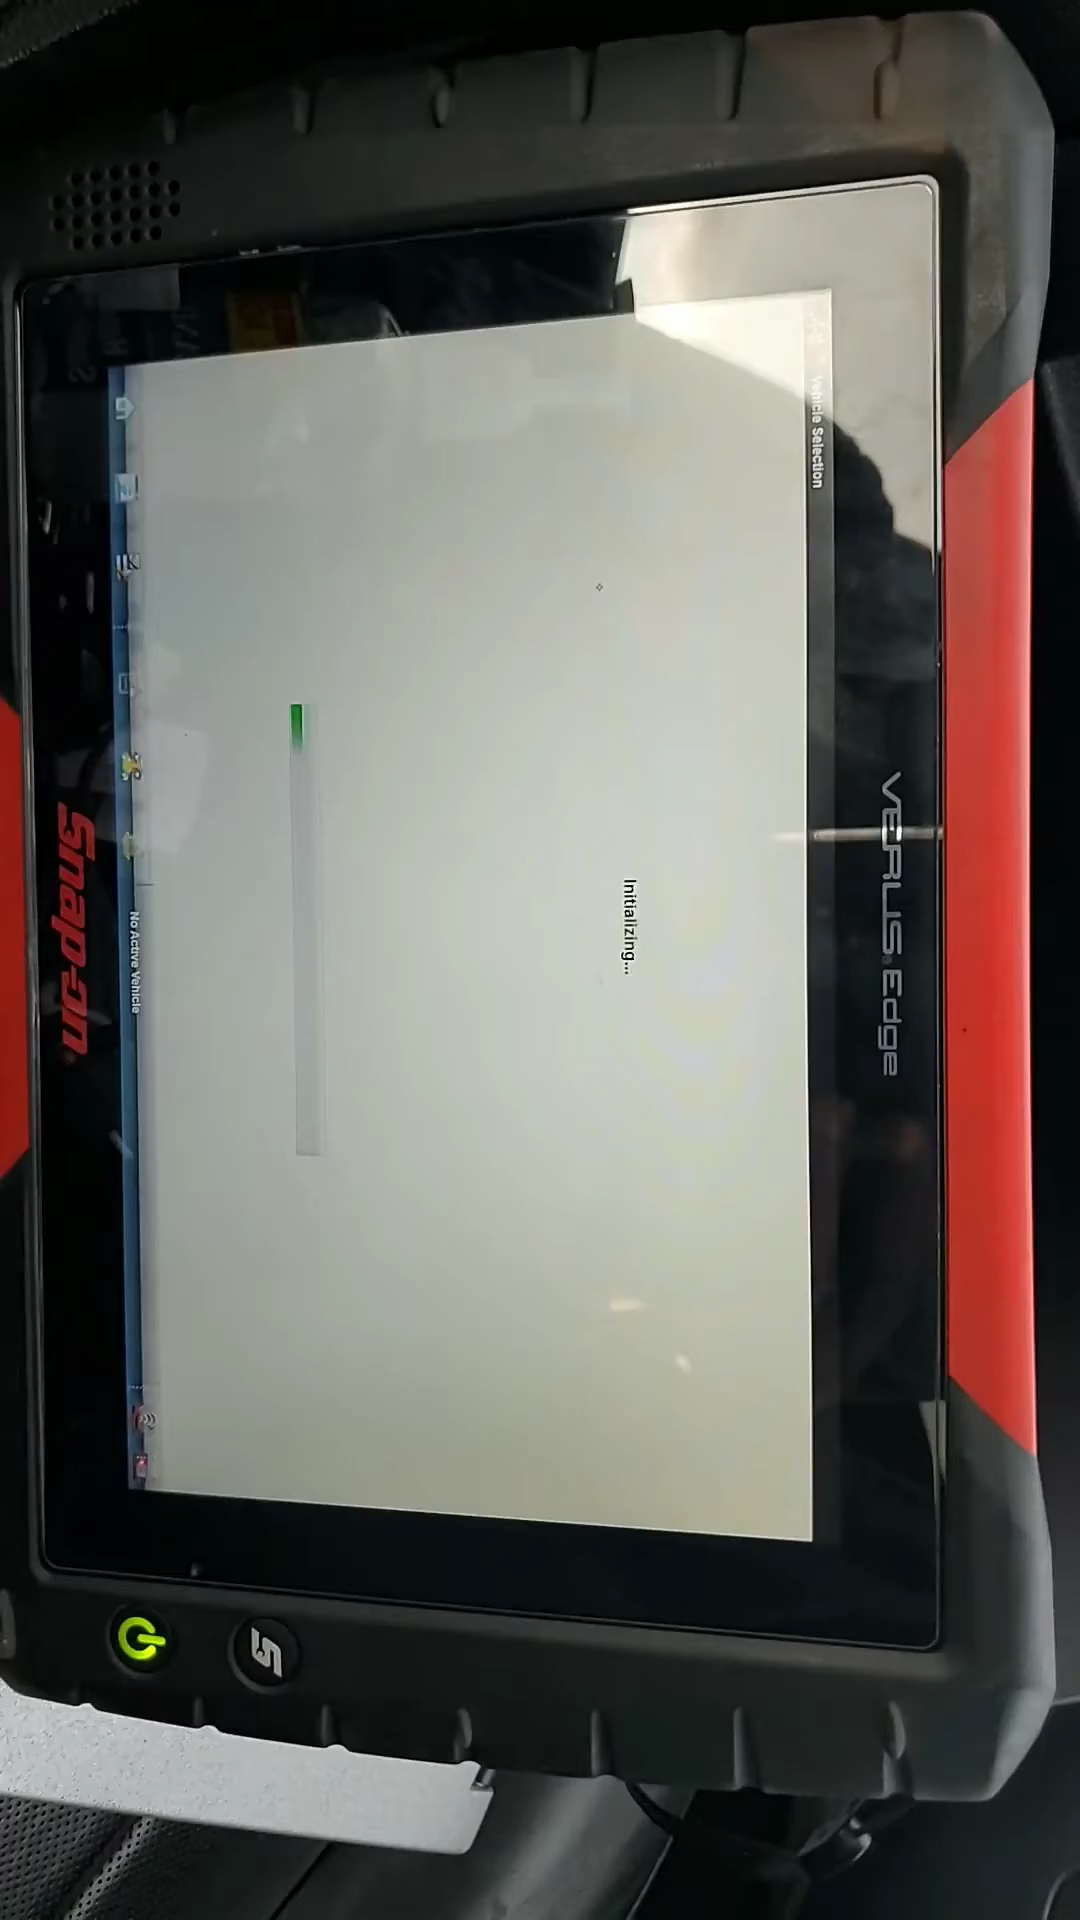 VERUS® Edge
Vehicle Selection
Initializing...
No Active Vehicle
Snap-on